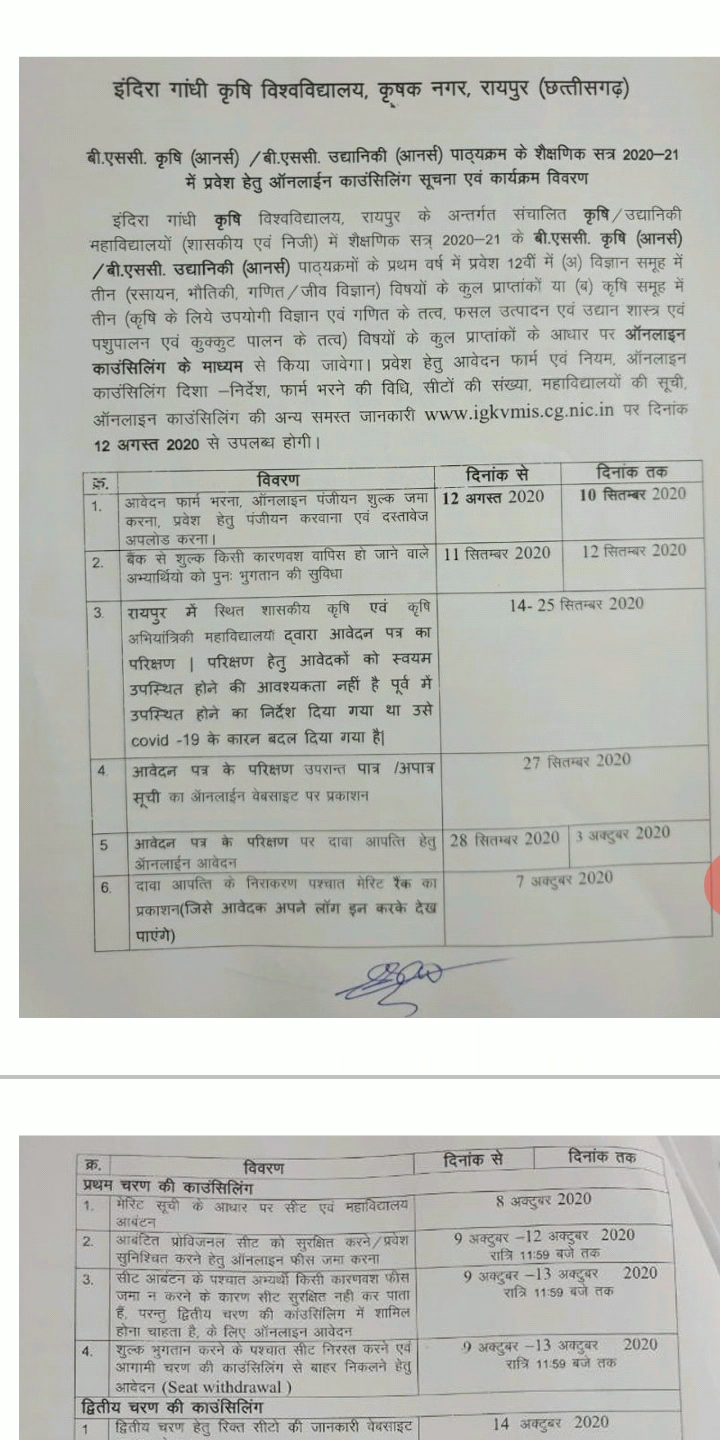 इंदिरा गांधी कृषि विश्वविद्यालय, कृषक नगर, रायपुर (छत्तीसगढ़)
बी.एससी. कृषि (आनर्स) /बी.एससी. उद्यानिकी (आनर्स) पाठ्यक्रम के शैक्षणिक सत्र 2020–21
में प्रवेश हेतु ऑनलाईन काउंसिलिंग सूचना एवं कार्यक्रम विवरण
इंदिरा गांधी कृषि विश्वविद्यालय, रायपुर के अन्तर्गत संचालित कृषि/उद्यानिकी
महाविद्यालयों (शासकीय एवं निजी) में शैक्षणिक सत्र् 2020–21 के बी.एससी. कृषि (आनर्स)
/बी.एससी. उद्यानिकी (आनर्स) पाठ्यक्रमों के प्रथम वर्ष में प्रवेश 12वीं में (अ) विज्ञान समूह में
तीन (रसायन, भौतिकी, गणित/जीव विज्ञान) विषयों के कुल प्राप्तांकों या (ब) कृषि समूह में
तीन (कृषि के लिये उपयोगी विज्ञान एवं गणित के तत्व, फसल उत्पादन एवं उद्यान शास्त्र एवं
पशुपालन एवं कुक्कुट पालन के तत्व) विषयों के कुल प्राप्तांकों के आधार पर ऑनलाइन
काउंसिलिंग के माध्यम से किया जावेगा। प्रवेश हेतु आवेदन फार्म एवं नियम, ऑनलाइन
काउंसिलिंग दिशा –निर्देश, फार्म भरने की विधि, सीटों की संख्या, महाविद्यालयों की सूची,
ऑनलाइन काउंसिलिंग की अन्य समस्त जानकारी www.igkvmis.cg.nic.in पर दिनांक
12 अगस्त 2020 से उपलब्ध होगी।
क्र. विवरण दिनांक से दिनांक तक
1. आवेदन फार्म भरना, ऑनलाइन पंजीयन शुल्क जमा 12 अगस्त 2020 10 सितम्बर 2020
करना, प्रवेश हेतु पंजीयन करवाना एवं दस्तावेज
अपलोड करना।
2. बैंक से शुल्क किसी कारणवश वापिस हो जाने वाले 11 सितम्बर 2020 12 सितम्बर 2020
अभ्यार्थियो को पुनः भुगतान की सुविधा
3. रायपुर में स्थित शासकीय कृषि एवं कृषि 14- 25 सितम्बर 2020
अभियांत्रिकी महाविद्यालयों द्वारा आवेदन पत्र का
परिक्षण | परिक्षण हेतु आवेदकों को स्वयम
उपस्थित होने की आवश्यकता नहीं है पूर्व में
उपस्थित होने का निर्देश दिया गया था उसे
covid -19 के कारन बदल दिया गया है|
4. आवेदन पत्र के परिक्षण उपरान्त पात्र /अपात्र 27 सितम्बर 2020
सूची का ऑनलाईन वेबसाइट पर प्रकाशन
5 आवेदन पत्र के परिक्षण पर दावा आपत्ति हेतु 28 सितम्बर 2020 3 अक्टुबर 2020
ऑनलाईन आवेदन
6. दावा आपत्ति के निराकरण पश्चात मेरिट रैंक का 7 अक्टुबर 2020
प्रकाशन(जिसे आवेदक अपने लॉग इन करके देख
पाएंगे)
क्र. विवरण दिनांक से दिनांक तक
प्रथम चरण की काउंसिलिंग
1. मेरिट सूची के आधार पर सीट एवं महाविद्यालय 8 अक्टुबर 2020
आबंटन
2. आबंटित प्रोविजनल सीट को सुरक्षित करने/प्रवेश 9 अक्टुबर –12 अक्टुबर 2020
सुनिश्चित करने हेतु ऑनलाइन फीस जमा करना रात्रि 11:59 बजे तक
3. सीट आबंटन के पश्चात अभ्यर्थी किसी कारणवश फीस 9 अक्टुबर –13 अक्टुबर 2020
जमा न करने के कारण सीट सुरक्षित नही कर पाता रात्रि 11:59 बजे तक
हैं, परन्तु द्वितीय चरण की कांउसिंलिग में शामिल
होना चाहता है, के लिए ऑनलाइन आवेदन
4. शुल्क भुगतान करने के पश्चात सीट निरस्त करने एवं 9 अक्टुबर –13 अक्टुबर 2020
आगामी चरण की काउंसिलिंग से बाहर निकलने हेतु रात्रि 11:59 बजे तक
आवेदन (Seat withdrawal )
द्वितीय चरण की काउंसिलिंग
1 द्वितीय चरण हेतु रिक्त सीटो की जानकारी वेबसाइट 14 अक्टुबर 2020